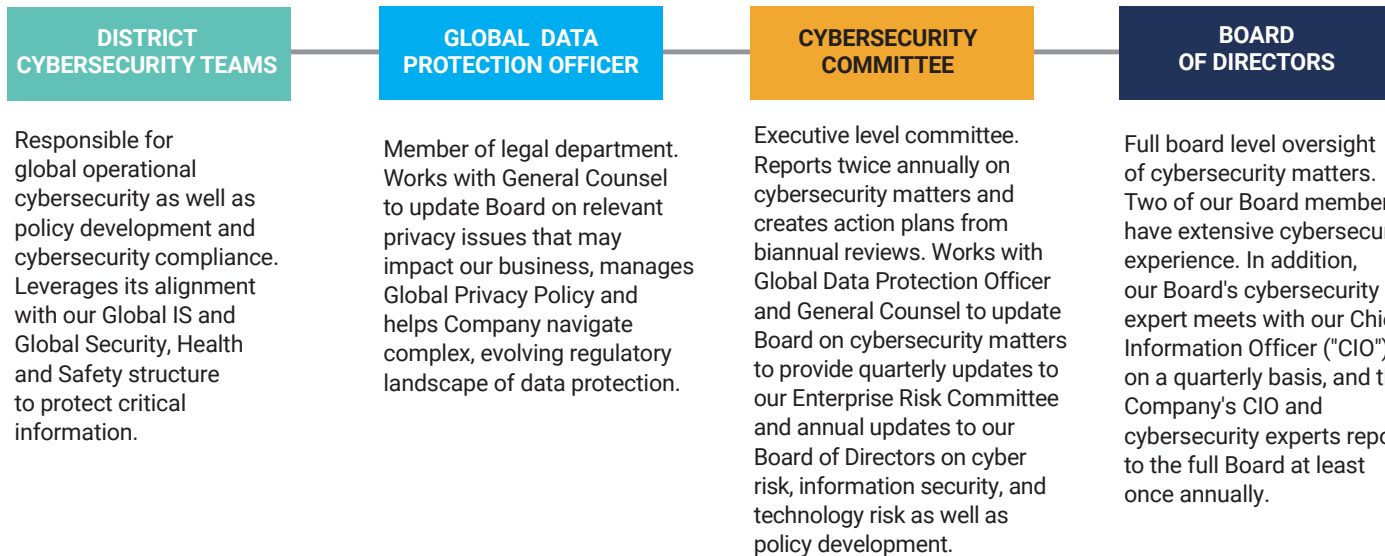 DISTRICT
CYBERSECURITY TEAMS
Responsible for
global operational
cybersecurity as well as
policy development and
cybersecurity compliance.
Leverages its alignment
with our Global IS and
Global Security, Health
and Safety structure
to protect critical
information.
GLOBAL DATA
PROTECTION OFFICER
Member of legal department.
Works with General Counsel
to update Board on relevant
privacy issues that may
impact our business, manages
Global Privacy Policy and
helps Company navigate
complex, evolving regulatory
landscape of data protection.
CYBERSECURITY
COMMITTEE
Executive level committee.
Reports twice annually on
cybersecurity matters and
creates action plans from
biannual reviews. Works with
Global Data Protection Officer
and General Counsel to update
Board on cybersecurity matters
to provide quarterly updates to
our Enterprise Risk Committee
and annual updates to our
Board of Directors on cyber
risk, information security, and
technology risk as well as
policy development.
BOARD
OF DIRECTORS
Full board level oversight
of cybersecurity matters.
Two of our Board member
have extensive
experience. In addition,
our Board's cybersecurity
expert meets with our
Information Officer ("CIO")
on a quarterly basis, and
Company's CIO and
cybersecurity experts
to the full Board at least
once annually.